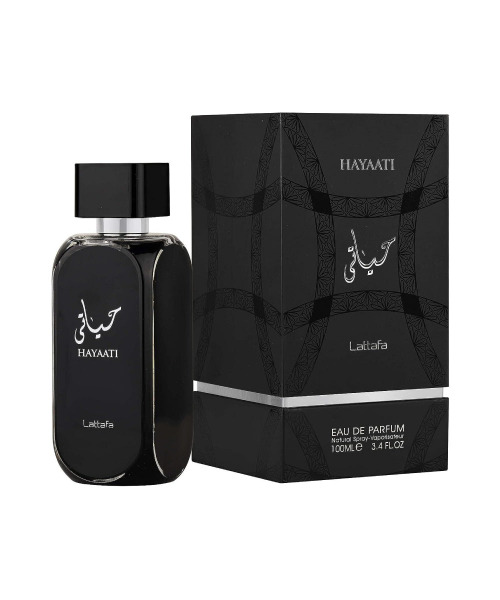 حياتي
HAYAATI
Lattafa
HAYAATI
حياتي
Lattafa
EAU DE PARFUM
Natural Spray-Vaporisateur
100ML℮ 3.4 FL.OZ